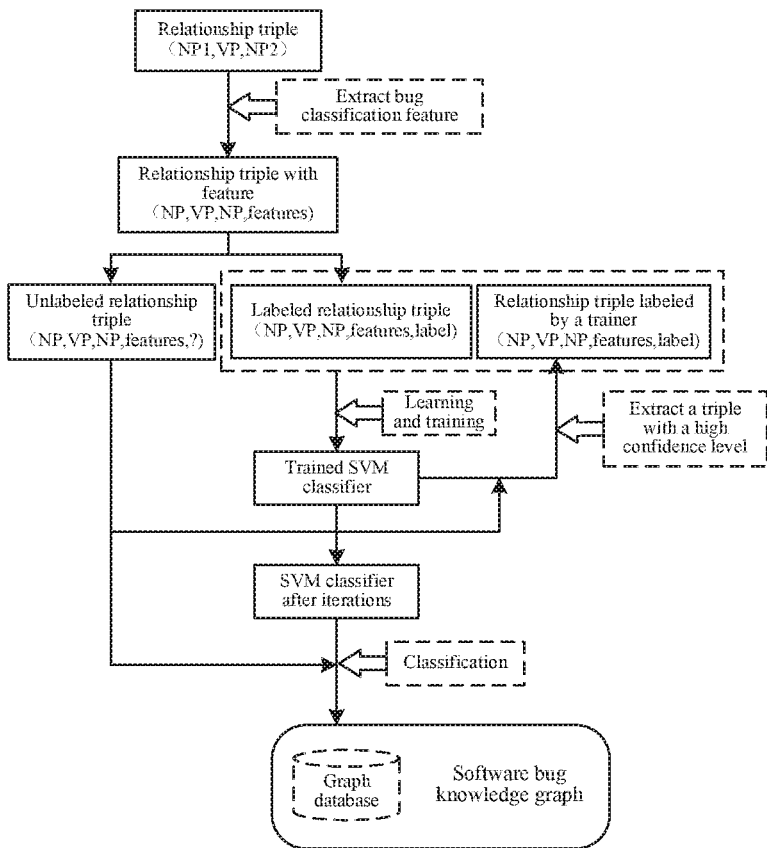 Relationship triple
（NP1,VP,NP2）
Extract bug
classification feature
Relationship triple with
feature
（NP,VP,NP,features）
Unlabeled relationship
triple
（NP,VP,NP,features,?）
Labeled relationship triple
（NP,VP,NP,features,label）
Relationship triple labeled
by a trainer
（NP,VP,NP,features,label）
Learning
and training
Extract a triple
with a high
confidence level
Trained SVM
classifier
SVM classifier
after iterations
Classification
Graph
database
Software bug
knowledge graph